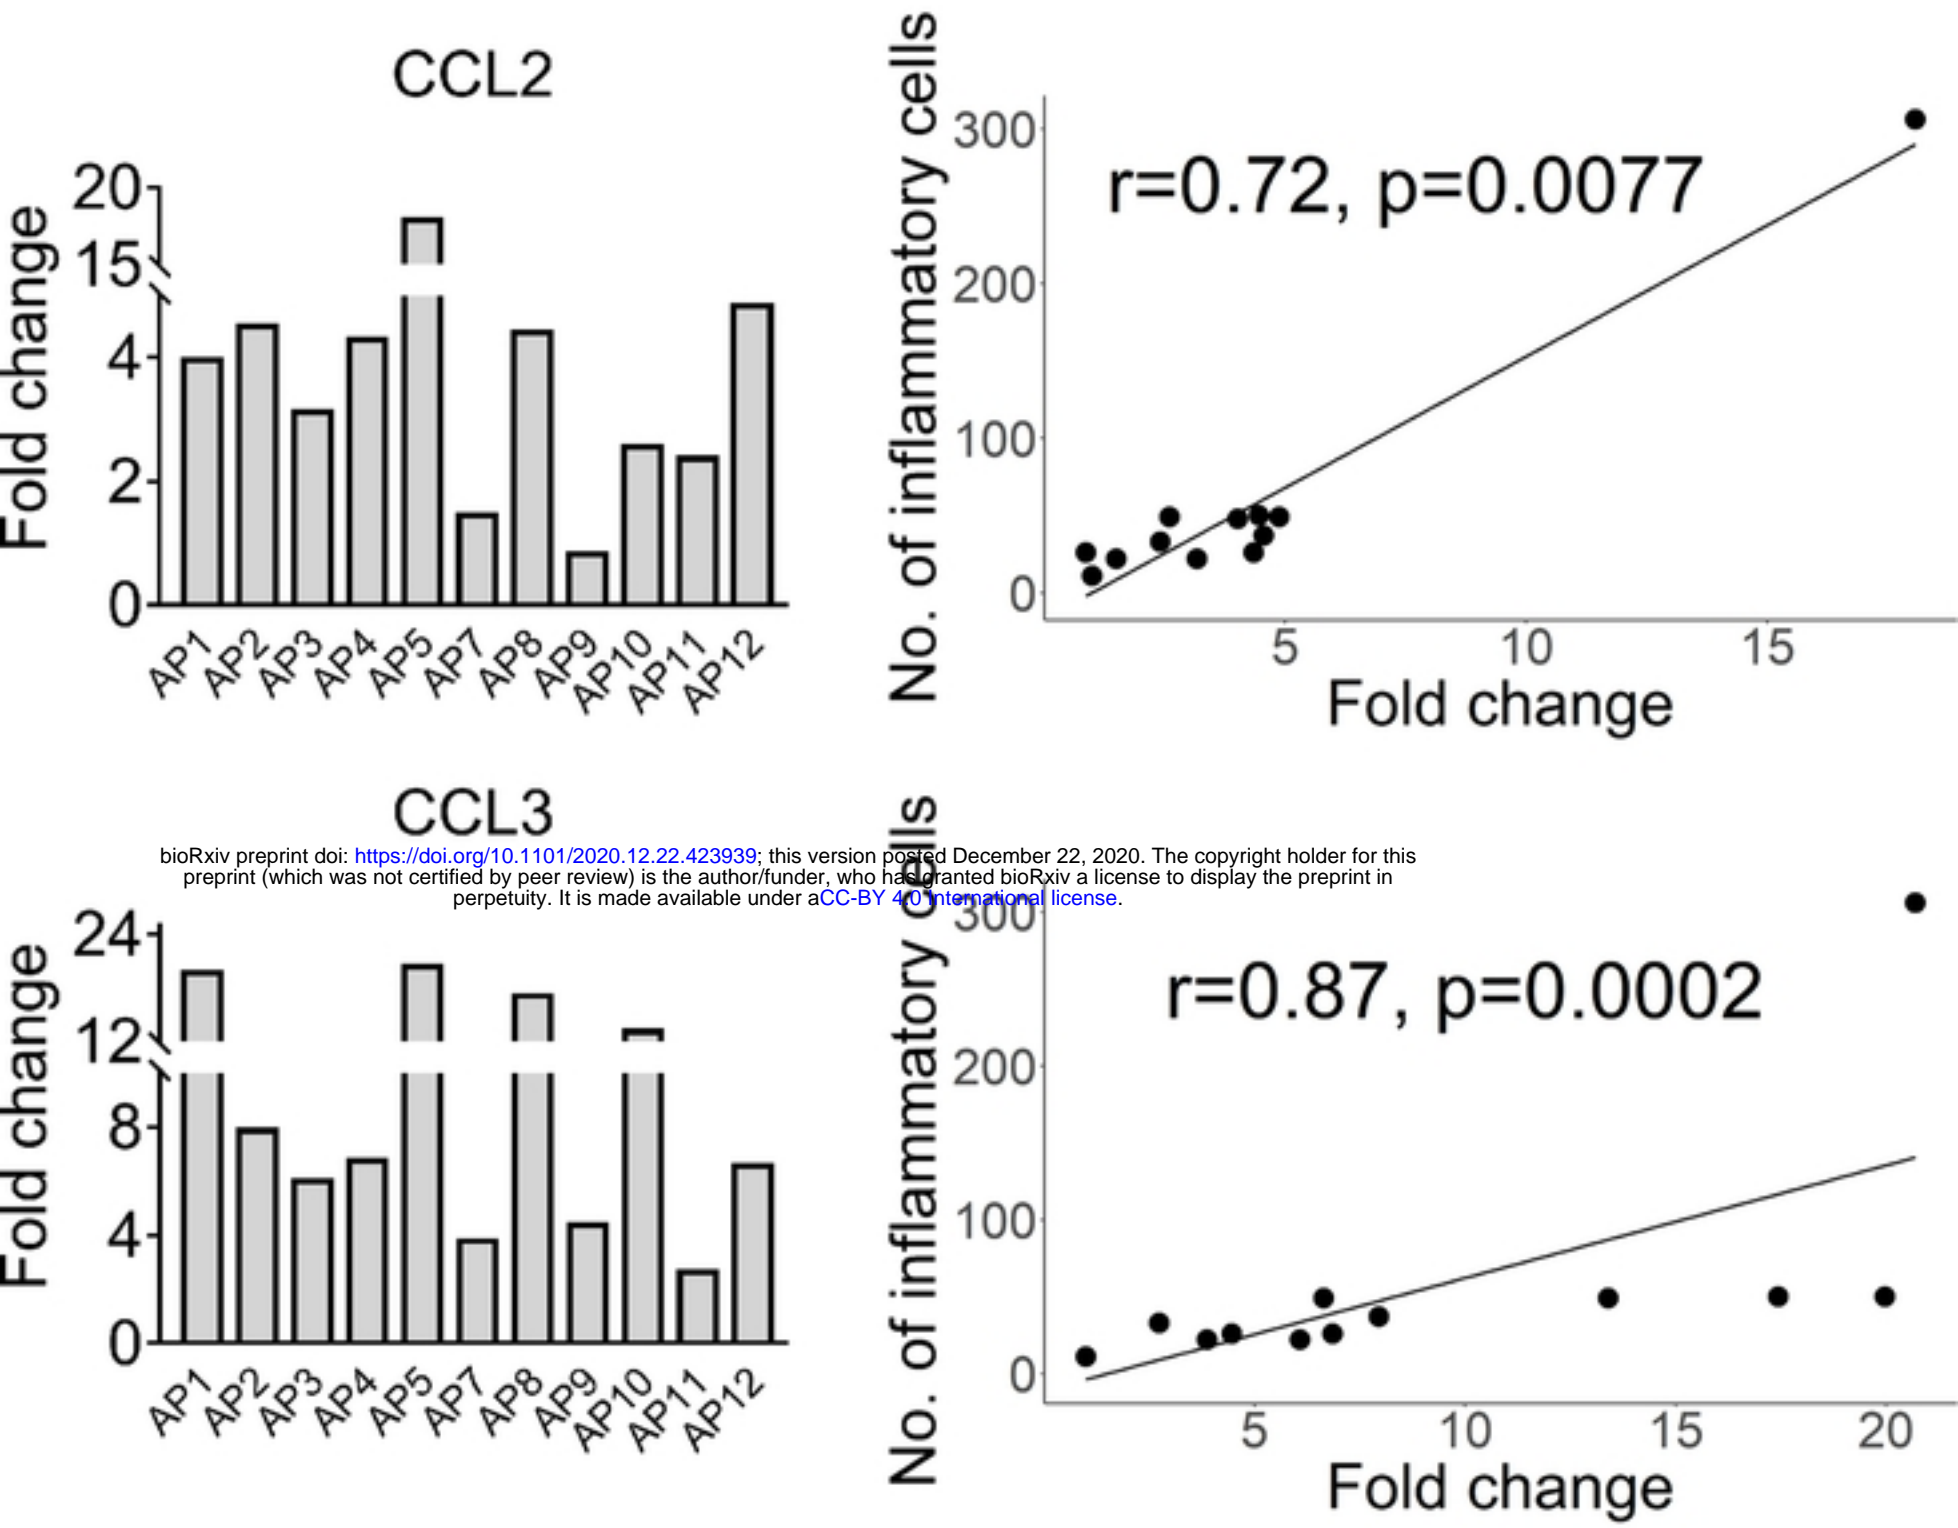 CCL2
Fold change
20
15
4
2
0
AP1 AP2 AP3 AP4 AP5 AP7 AP8 AP9 AP10 AP11 AP12
No. of inflammatory cells
300
200
100
0
r=0.72, p=0.0077
5 10 15
Fold change
CCL3
bioRxiv preprint doi: https://doi.org/10.1101/2020.12.22.423939; this version posted December 22, 2020. The copyright holder for this
preprint (which was not certified by peer review) is the author/funder, who has granted bioRxiv a license to display the preprint in
perpetuity. It is made available under aCC-BY 4.0 International license.
Fold change
24
12
8
4
0
AP1 AP2 AP3 AP4 AP5 AP7 AP8 AP9 AP10 AP11 AP12
No. of inflammatory cells
300
200
100
0
r=0.87, p=0.0002
5 10 15 20
Fold change